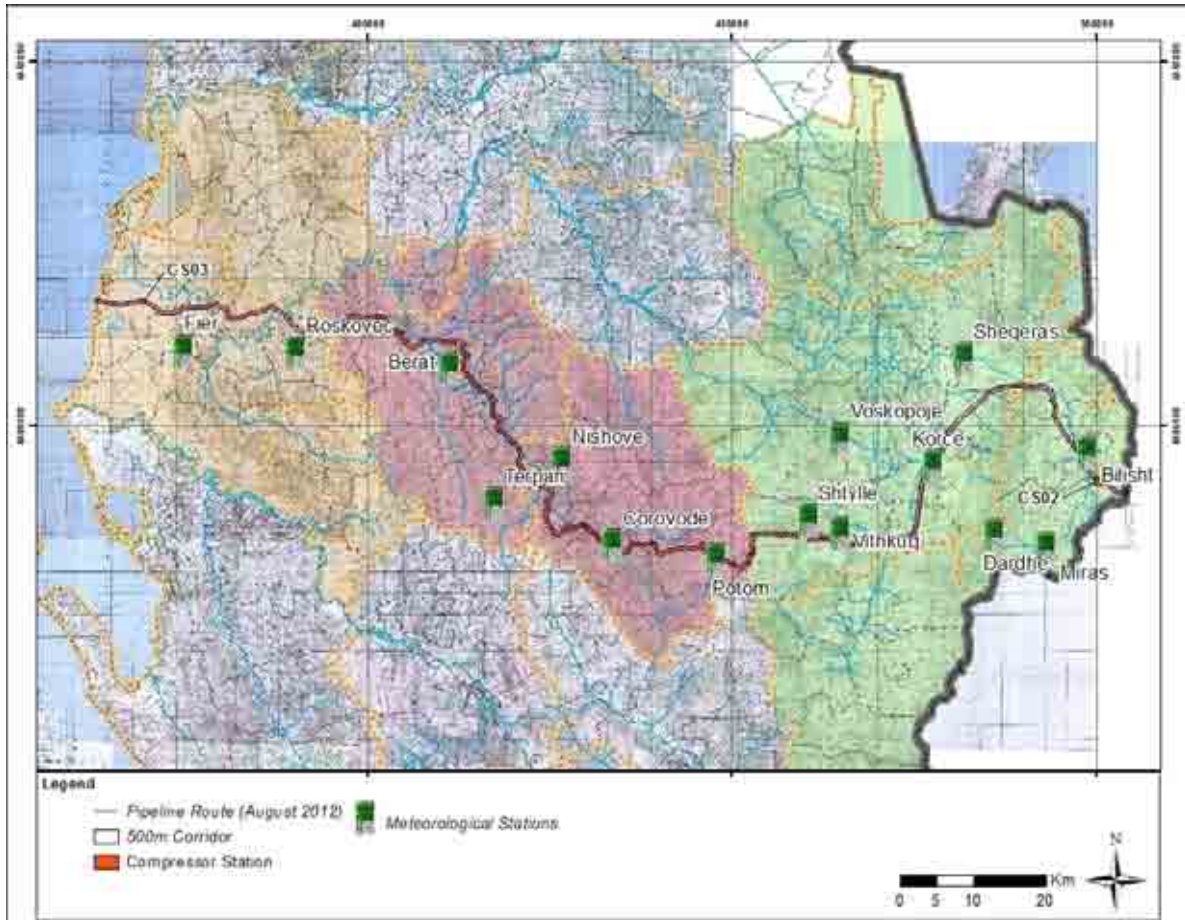 CS03
Fier
Roskovec
Sheqeras
Berat
Voskopoje
Nishove
Korce
Terpan
Bilisht
CS02
Shtylle
Corovode
Vithkuq
Dardhe
Miras
Potom
Legend
Pipeline Route (August 2012)
500m Corridor
Compressor Station
Meteorological Stations
N
Km
0 5 10 20